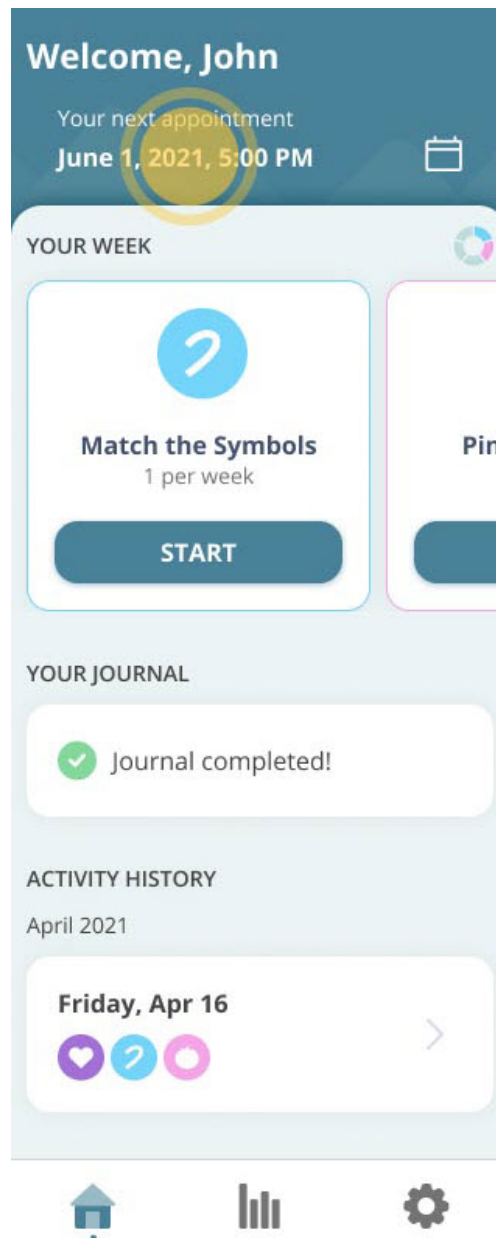 Welcome, John
Your next appointment
June 1, 2021, 5:00 PM
YOUR WEEK
Match the Symbols
1 per week
START
Pin
YOUR JOURNAL
Journal completed!
ACTIVITY HISTORY
April 2021
Friday, Apr 16